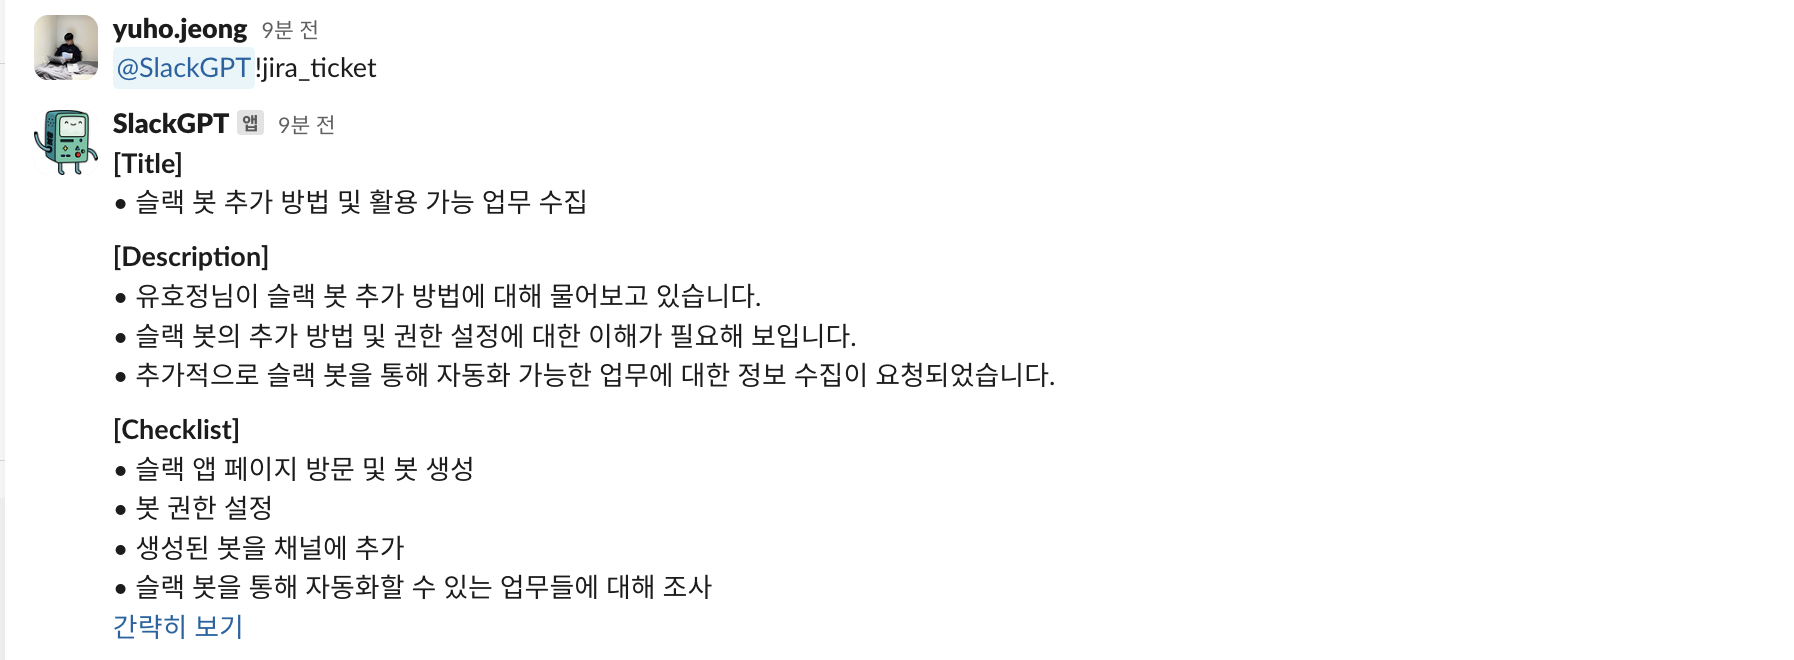 yuho.jeong 9분 전
@SlackGPT !jira_ticket
SlackGPT 앱 9분 전
[Title]
• 슬랙 봇 추가 방법 및 활용 가능 업무 수집
[Description]
• 유호정님이 슬랙 봇 추가 방법에 대해 물어보고 있습니다.
• 슬랙 봇의 추가 방법 및 권한 설정에 대한 이해가 필요해 보입니다.
• 추가적으로 슬랙 봇을 통해 자동화 가능한 업무에 대한 정보 수집이 요청되었습니다.
[Checklist]
• 슬랙 앱 페이지 방문 및 봇 생성
• 봇 권한 설정
• 생성된 봇을 채널에 추가
• 슬랙 봇을 통해 자동화할 수 있는 업무들에 대해 조사
간략히 보기